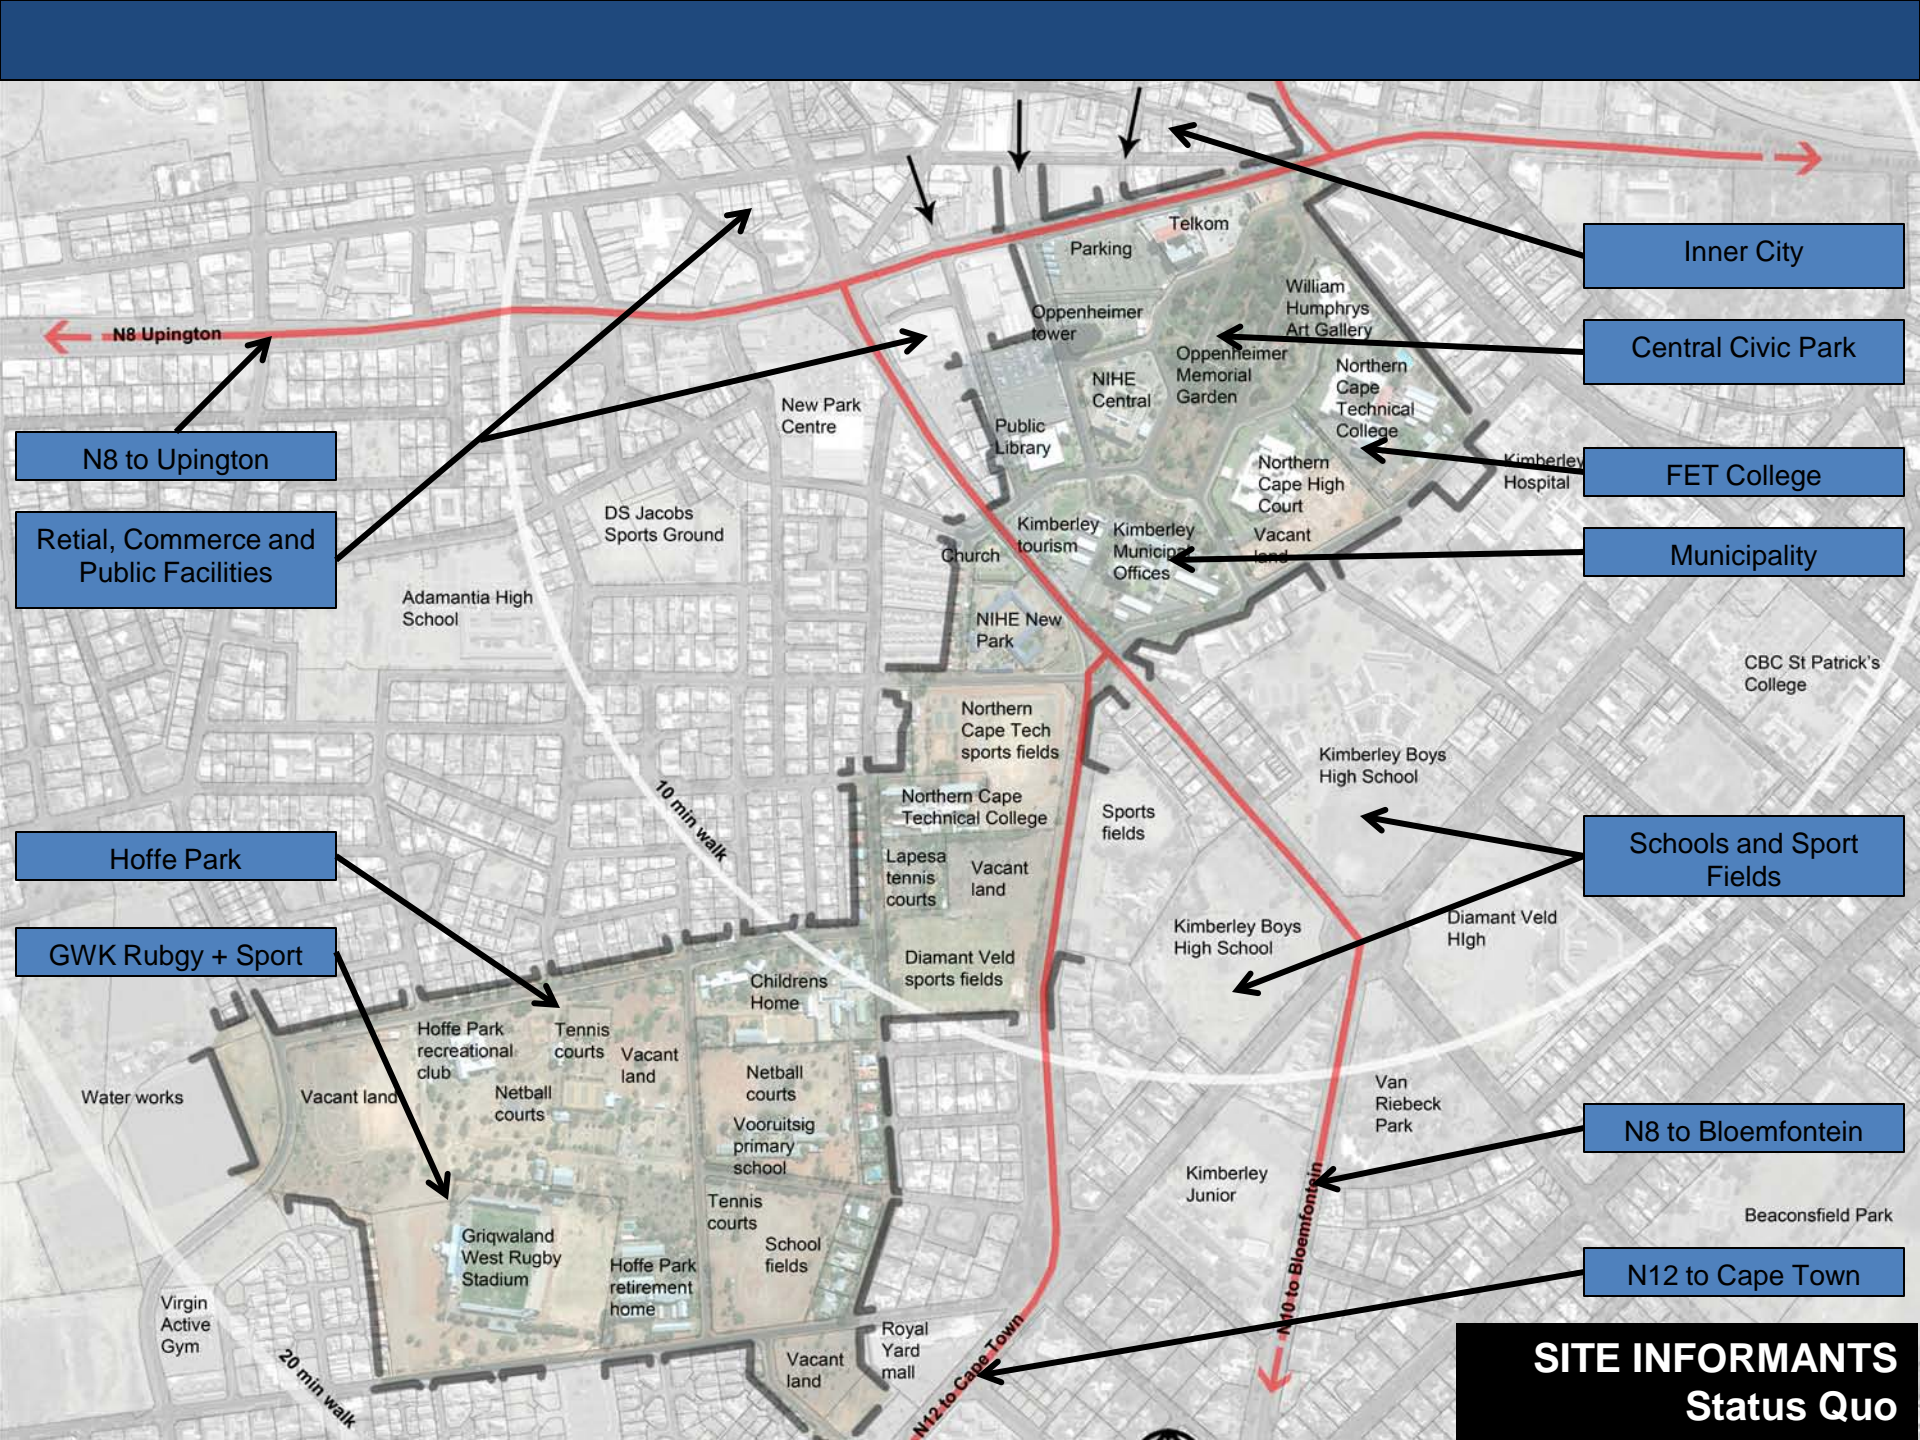 Telkom
Parking
Inner City
William
Humphrys
Art Gallery
Oppenheimer
tower
N8 Upington
Central Civic Park
Oppenheimer
Memorial
Garden
Northern
Cape
Technical
College
NIHE
Central
New Park
Centre
Public
Library
N8 to Upington
Kimberley
Hospital
FET College
Northern
Cape High
Court
DS Jacobs
Sports Ground
Retial, Commerce and
Public Facilities
Kimberley
tourism
Kimberley
Municipal
Offices
Vacant
land
Church
Municipality
Adamantia High
School
NIHE New
Park
CBC St Patrick's
College
Northern
Cape Tech
sports fields
Kimberley Boys
High School
10 min walk
Northern Cape
Technical College
Sports
fields
Hoffe Park
Lapesa
tennis
courts
Vacant
land
Schools and Sport
Fields
Kimberley Boys
High School
Diamant Veld
HIgh
GWK Rubgy + Sport
Diamant Veld
sports fields
Childrens
Home
Hoffe Park
recreational
club
Tennis
courts
Vacant
land
Water works
Vacant land
Netball
courts
Netball
courts
Van
Riebeck
Park
Vooruitsig
primary
school
N8 to Bloemfontein
Kimberley
Junior
Tennis
courts
Beaconsfield Park
School
fields
Griqwaland
West Rugby
Stadium
Hoffe Park
retirement
home
N10 to Bloemfontein
N12 to Cape Town
Virgin
Active
Gym
20 min walk
Vacant
land
Royal
Yard
mall
N12 to Cape Town
SITE INFORMANTS
Status Quo